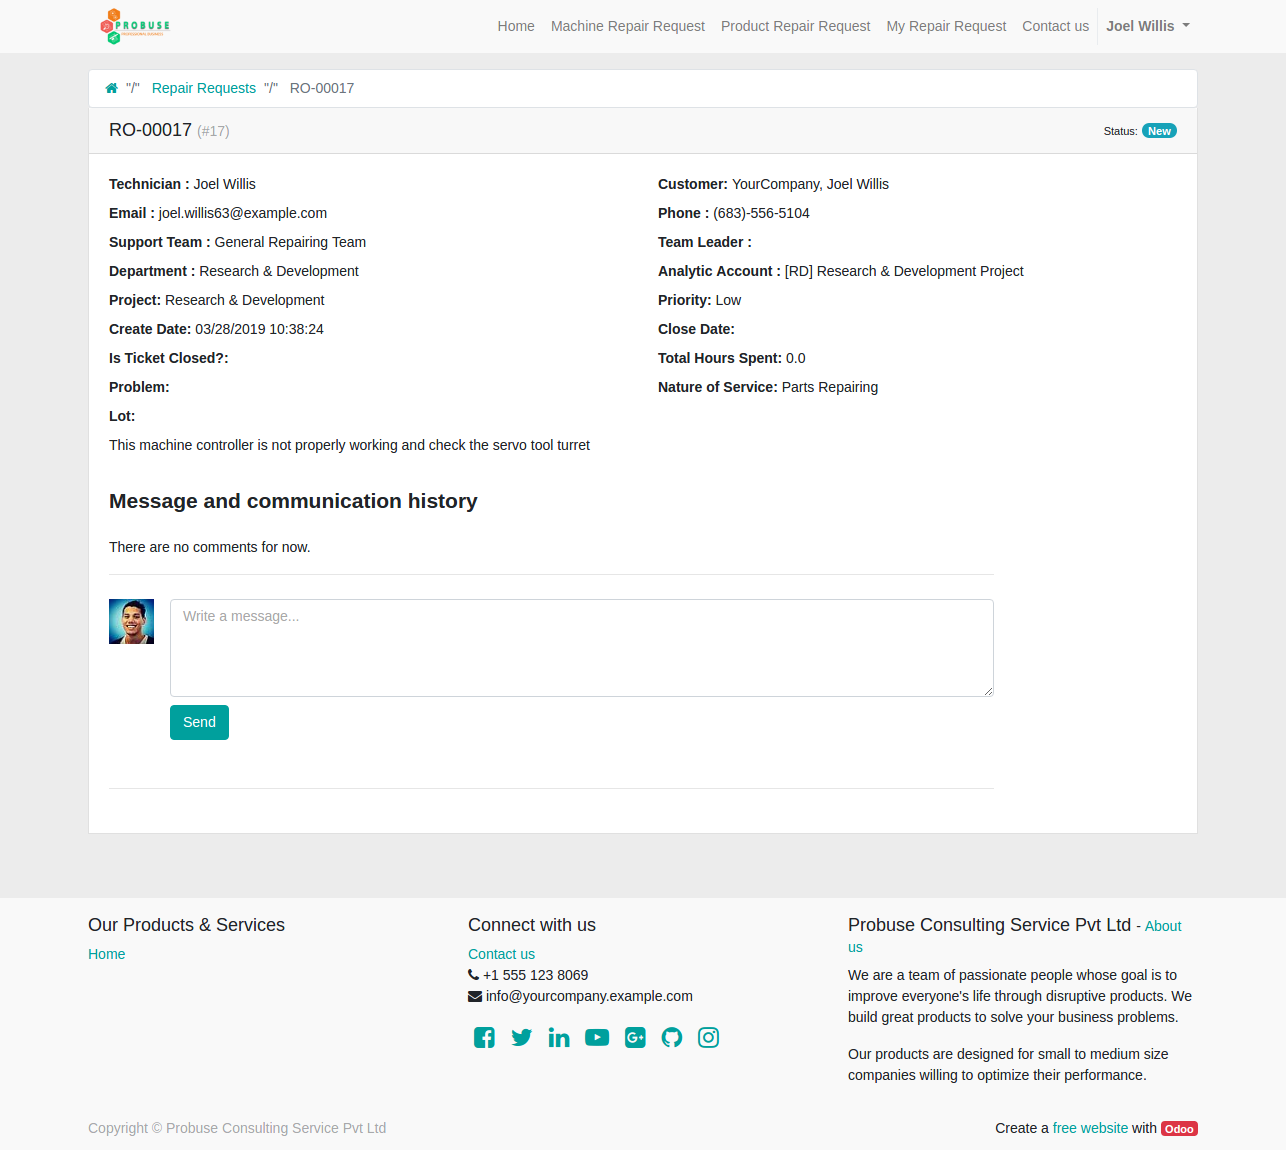 PROBUSE
Home Machine Repair Request Product Repair Request My Repair Request Contact us Joel Willis
"/" Repair Requests "/" RO-00017
RO-00017 (#17) Status: New
Technician : Joel Willis Customer: YourCompany, Joel Willis
Email : joel.willis63@example.com Phone : (683)-556-5104
Support Team : General Repairing Team Team Leader :
Department : Research & Development Analytic Account : [RD] Research & Development Project
Project: Research & Development Priority: Low
Create Date: 03/28/2019 10:38:24 Close Date:
Is Ticket Closed?: Total Hours Spent: 0.0
Problem: Nature of Service: Parts Repairing
Lot:
This machine controller is not properly working and check the servo tool turret
Message and communication history
There are no comments for now.
Write a message...
Send
Our Products & Services Connect with us Probuse Consulting Service Pvt Ltd - About
us
Home Contact us
+1 555 123 8069 We are a team of passionate people whose goal is to
info@yourcompany.example.com improve everyone's life through disruptive products. We
build great products to solve your business problems.
Our products are designed for small to medium size
companies willing to optimize their performance.
Copyright © Probuse Consulting Service Pvt Ltd Create a free website with Odoo